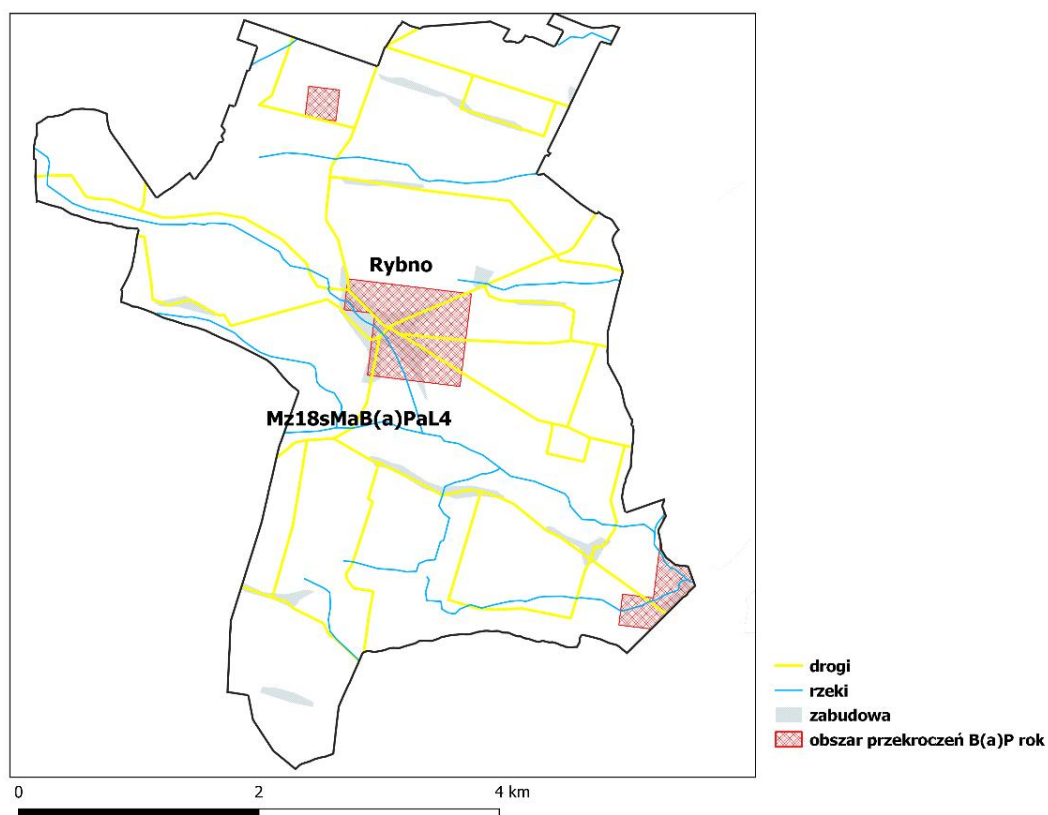 Rybno
Mz18sMaB(a)PaL4
drogi
rzeki
zabudowa
obszar przekroczeń B(a)P rok
0 2 4 km